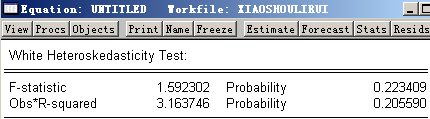 Equation: UNTITLED Workfile: XIAOSHOULIRUI
View Procs Objects Print Name Freeze Estimate Forecast Stats Resids
White Heteroskedasticity Test:
F-statistic 1.592302 Probability 0.223409
Obs*R-squared 3.163746 Probability 0.205590